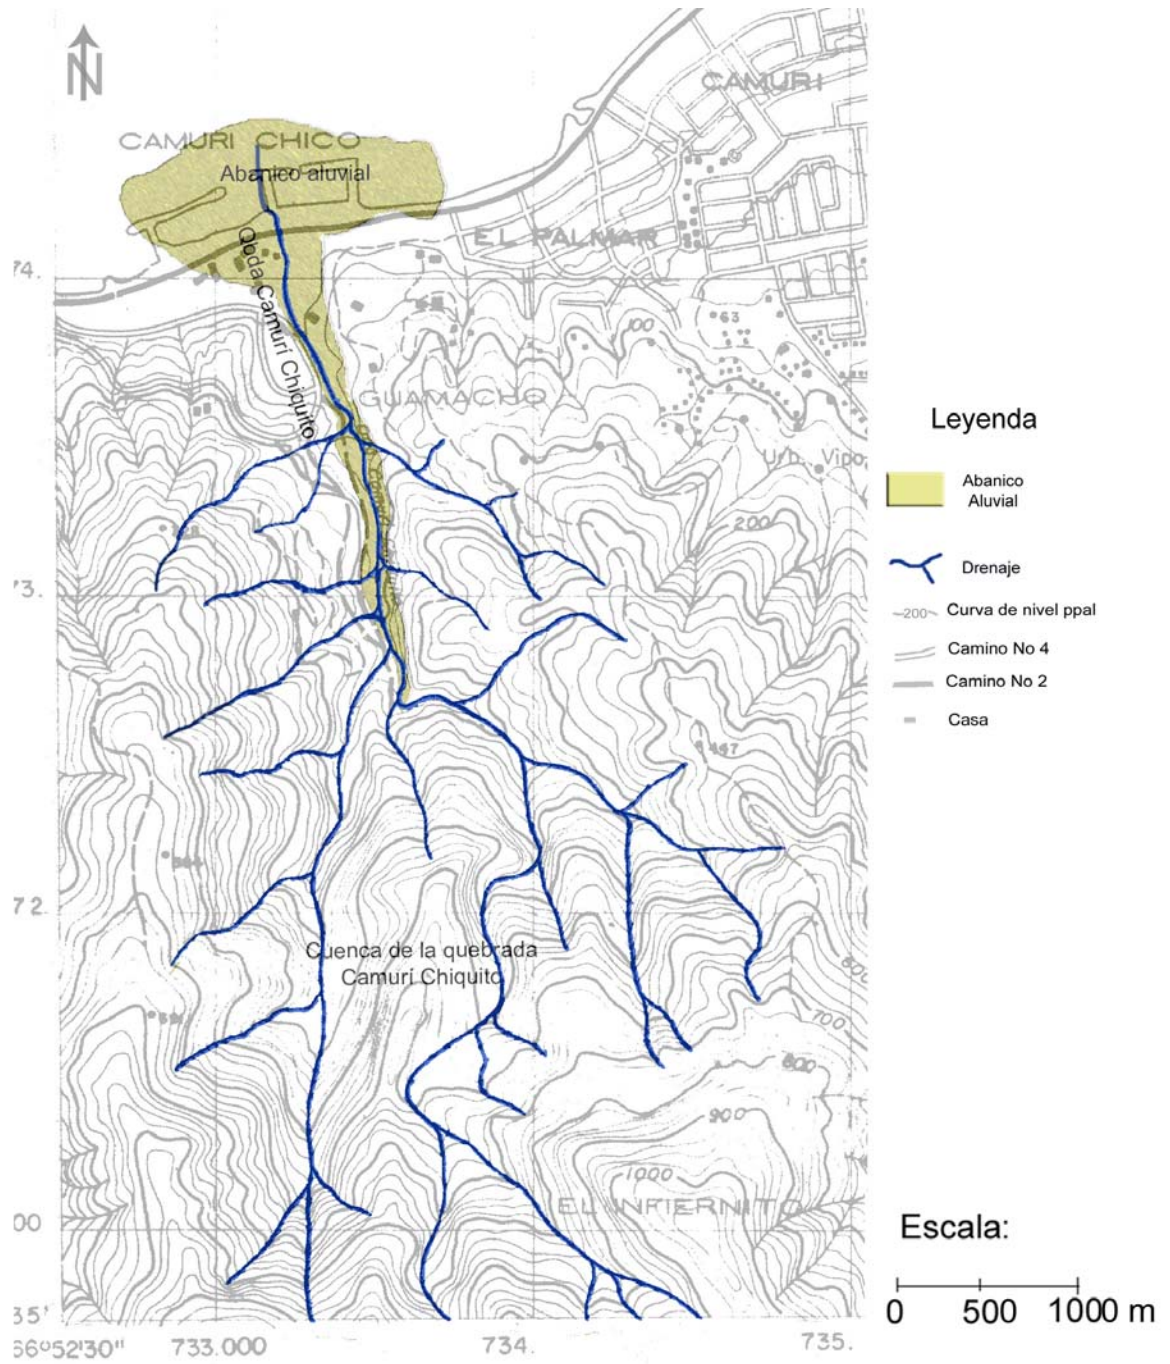 N
CAMURI
CAMURI CHICO
Abanico aluvial
EL PALMAR
74.
Qbda Camurí Chiquito
63
100
GUAMACHO
Urb. Vipo
200
73.
447
72
Cuenca de la quebrada
Camurí Chiquito
700
800
900
1000
EL INFIERNITO
00
35'
66°52'30"
733.000
734.
735.
Leyenda
Abanico
Aluvial
Drenaje
200
Curva de nivel ppal
Camino No 4
Camino No 2
Casa
Escala:
0 500 1000 m